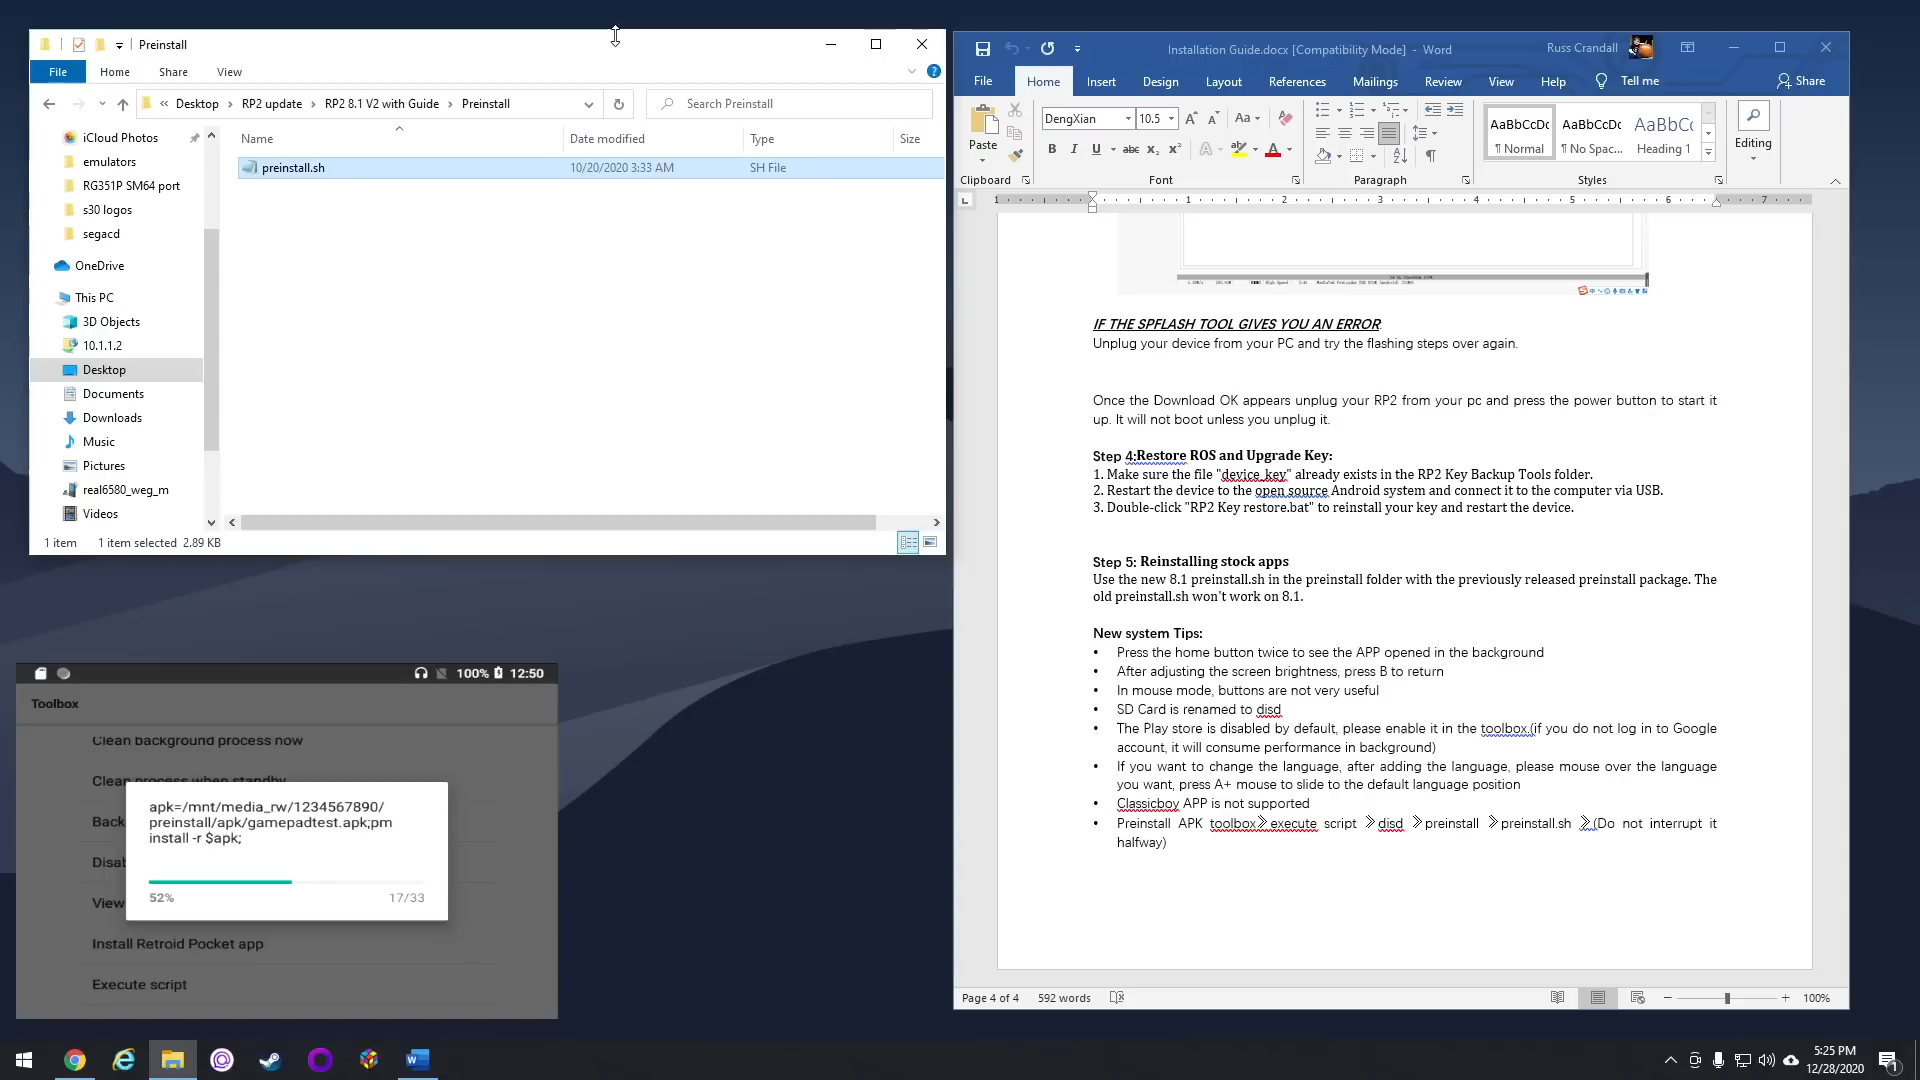 Preinstall
File
Home
Share
View
Desktop
RP2 update
RP2 8.1 V2 with Guide
Preinstall
Search Preinstall
Name
Date modified
Type
Size
preinstall.sh
10/20/2020 3:33 AM
SH File
iCloud Photos
emulators
RG351P SM64 port
s30 logos
segacd
OneDrive
This PC
3D Objects
10.1.1.2
Desktop
Documents
Downloads
Music
Pictures
real6580_weg_m
Videos
1 item
1 item selected 2.89 KB
100% 12:50
Toolbox
Clean background process now
Clean process when standby
Back
Disab
View
apk=/mnt/media_rw/1234567890/
preinstall/apk/gamepadtest.apk;pm
install -r $apk;
52%
17/33
Install Retroid Pocket app
Execute script
Installation Guide.docx [Compatibility Mode] - Word
Russ Crandall
File
Home
Insert
Design
Layout
References
Mailings
Review
View
Help
Tell me
Share
Paste
DengXian
10.5
B I U abc x₂ x²
AaBbCcDc
¶ Normal
AaBbCcDc
¶ No Spac...
AaBbC
Heading 1
Editing
Clipboard
Font
Paragraph
Styles
1 1 2 3 4 5 6 7
IF THE SPFLASH TOOL GIVES YOU AN ERROR
Unplug your device from your PC and try the flashing steps over again.
Once the Download OK appears unplug your RP2 from your pc and press the power button to start it
up. It will not boot unless you unplug it.
Step 4:Restore ROS and Upgrade Key:
1. Make sure the file "device_key" already exists in the RP2 Key Backup Tools folder.
2. Restart the device to the open source Android system and connect it to the computer via USB.
3. Double-click "RP2 Key restore.bat" to reinstall your key and restart the device.
Step 5: Reinstalling stock apps
Use the new 8.1 preinstall.sh in the preinstall folder with the previously released preinstall package. The
old preinstall.sh won't work on 8.1.
New system Tips:
• Press the home button twice to see the APP opened in the background
• After adjusting the screen brightness, press B to return
• In mouse mode, buttons are not very useful
• SD Card is renamed to disd
• The Play store is disabled by default, please enable it in the toolbox.(if you do not log in to Google
account, it will consume performance in background)
• If you want to change the language, after adding the language, please mouse over the language
you want, press A+ mouse to slide to the default language position
• Classicboy APP is not supported
• Preinstall APK toolbox≫execute script ≫disd ≫preinstall ≫preinstall.sh ≫(Do not interrupt it
halfway)
Page 4 of 4
592 words
100%
5:25 PM
12/28/2020
1